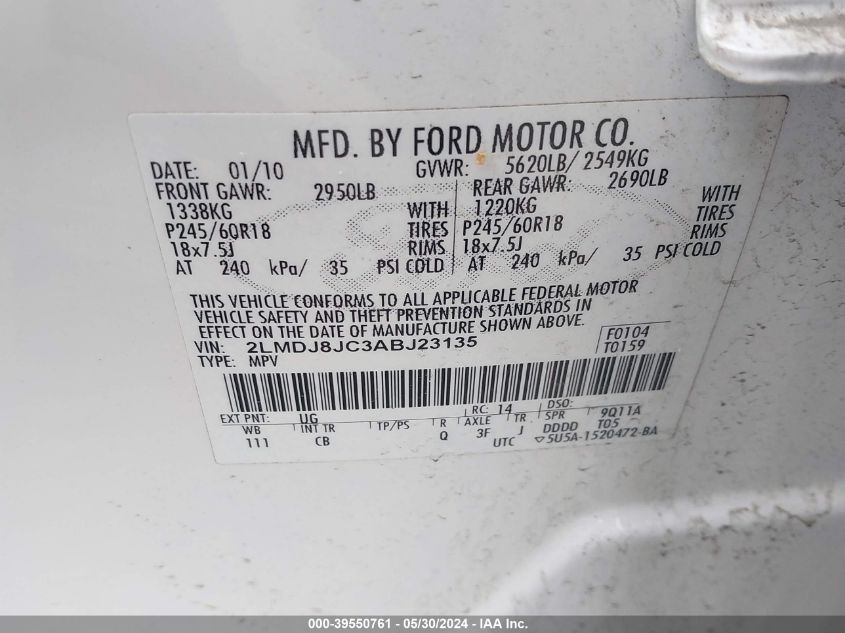 MFD. BY FORD MOTOR CO.
DATE: 01/10 GVWR: 5620LB/ 2549KG
FRONT GAWR: 2950LB REAR GAWR: 2690LB
1338KG WITH 1220KG WITH
P245/60R18 TIRES P245/60R18 TIRES
18x7.5J RIMS 18x7.5J RIMS
AT 240 kPa/ 35 PSI COLD AT 240 kPa/ 35 PSI COLD
THIS VEHICLE CONFORMS TO ALL APPLICABLE FEDERAL MOTOR
VEHICLE SAFETY AND THEFT PREVENTION STANDARDS IN
EFFECT ON THE DATE OF MANUFACTURE SHOWN ABOVE.
VIN: 2LMDJ8JC3ABJ23135 F0104
TYPE: MPV T0159
EXT PNT: UG RC: 14 DSO:
WB INT TR TP/PS R AXLE TR SPR 9Q11A
111 CB Q 3F J DDDD T05
UTC ▽5U5A-1520472-BA
000-39550761 - 05/30/2024 - IAA Inc.